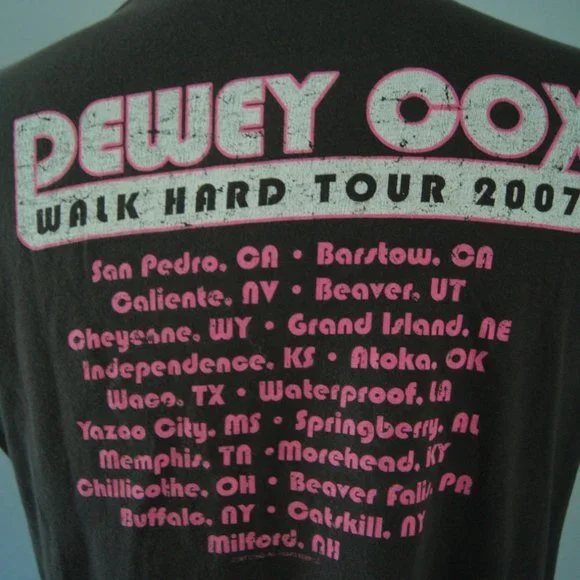 DEWEY COX
WALK HARD TOUR 2007
San Pedro, CA • Barstow, CA
Caliente, NV • Beaver, UT
Cheyenne, WY • Grand Island, NE
Independence, KS • Atoka, OK
Waco, TX • Waterproof, LA
Yazoo City, MS • Springberry, AL
Memphis, TN • Morehead, KY
Chillicothe, OH • Beaver Falls, PA
Buffalo, NY • Catskill, NY
Milford, NH